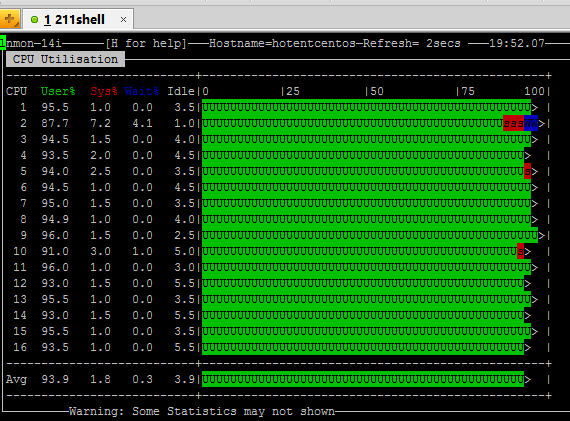 1 211shell ×
nmon-14i [H for help] Hostname=hotentcentos Refresh= 2secs 19:52.07
CPU Utilisation
CPU User% Sys% Wait% Idle|0 |25 |50 |75 100|
1 95.5 1.0 0.0 3.5|UUUUUUUUUUUUUUUUUUUUUUUUUUUUUUUUUUUUUUUUUUUUUUU>|
2 87.7 7.2 4.1 1.0|UUUUUUUUUUUUUUUUUUUUUUUUUUUUUUUUUUUUUUUUUUUsssWW>|
3 94.5 1.5 0.0 4.0|UUUUUUUUUUUUUUUUUUUUUUUUUUUUUUUUUUUUUUUUUUUUUUU>|
4 93.5 2.0 0.0 4.5|UUUUUUUUUUUUUUUUUUUUUUUUUUUUUUUUUUUUUUUUUUUUUU>|
5 94.0 2.5 0.0 3.5|UUUUUUUUUUUUUUUUUUUUUUUUUUUUUUUUUUUUUUUUUUUUUUs>|
6 94.5 1.5 0.0 4.0|UUUUUUUUUUUUUUUUUUUUUUUUUUUUUUUUUUUUUUUUUUUUUUU>|
7 95.0 1.5 0.0 3.5|UUUUUUUUUUUUUUUUUUUUUUUUUUUUUUUUUUUUUUUUUUUUUUU>|
8 94.9 1.0 0.0 4.0|UUUUUUUUUUUUUUUUUUUUUUUUUUUUUUUUUUUUUUUUUUUUUUU>|
9 96.0 1.5 0.0 2.5|UUUUUUUUUUUUUUUUUUUUUUUUUUUUUUUUUUUUUUUUUUUUUUUU>|
10 91.0 3.0 1.0 5.0|UUUUUUUUUUUUUUUUUUUUUUUUUUUUUUUUUUUUUUUUUUUUUs>|
11 96.0 1.0 0.0 3.0|UUUUUUUUUUUUUUUUUUUUUUUUUUUUUUUUUUUUUUUUUUUUUUU>|
12 93.0 1.5 0.0 5.5|UUUUUUUUUUUUUUUUUUUUUUUUUUUUUUUUUUUUUUUUUUUUUU>|
13 95.5 1.0 0.0 3.5|UUUUUUUUUUUUUUUUUUUUUUUUUUUUUUUUUUUUUUUUUUUUUUU>|
14 93.0 1.5 0.0 5.5|UUUUUUUUUUUUUUUUUUUUUUUUUUUUUUUUUUUUUUUUUUUUUU>|
15 95.5 1.0 0.0 3.5|UUUUUUUUUUUUUUUUUUUUUUUUUUUUUUUUUUUUUUUUUUUUUUU>|
16 93.5 1.0 0.0 5.5|UUUUUUUUUUUUUUUUUUUUUUUUUUUUUUUUUUUUUUUUUUUUUU>|
Avg 93.9 1.8 0.3 3.9|UUUUUUUUUUUUUUUUUUUUUUUUUUUUUUUUUUUUUUUUUUUUUU>|
Warning: Some Statistics may not shown